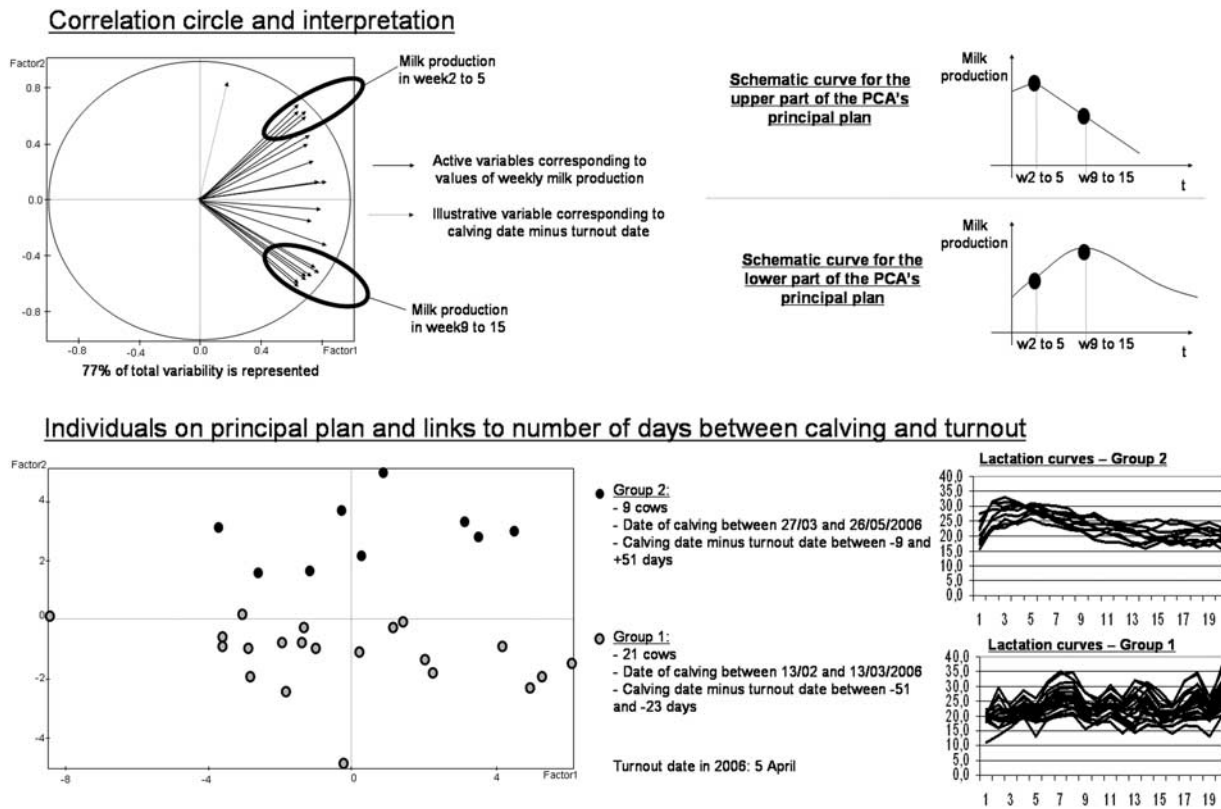 Correlation circle and interpretation
Factor2
0.8
0.4
0.0
-0.4
-0.8
-0.8
-0.4
0.0
0.4
Factor1
77% of total variability is represented
Milk production
in week2 to 5
Active variables corresponding to
values of weekly milk production
Illustrative variable corresponding to
calving date minus turnout date
Milk production
in week9 to 15
Schematic curve for the
upper part of the PCA's
principal plan
Milk
production
w2 to 5
w9 to 15
t
Schematic curve for the
lower part of the PCA's
principal plan
Milk
production
w2 to 5
w9 to 15
t
Individuals on principal plan and links to number of days between calving and turnout
Factor2
4
2
0
-2
-4
-8
-4
0
4
Factor1
Group 2:
- 9 cows
- Date of calving between 27/03 and 26/05/2006
- Calving date minus turnout date between -9 and
+51 days
Group 1:
- 21 cows
- Date of calving between 13/02 and 13/03/2006
- Calving date minus turnout date between -51
and -23 days
Turnout date in 2006: 5 April
Lactation curves – Group 2
40,0
35,0
30,0
25,0
20,0
15,0
10,0
5,0
0,0
1 3 5 7 9 11 13 15 17 19
Lactation curves – Group 1
40,0
35,0
30,0
25,0
20,0
15,0
10,0
5,0
0,0
1 3 5 7 9 11 13 15 17 19